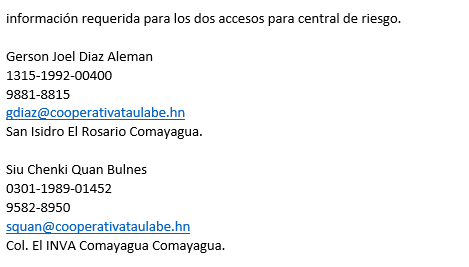 información requerida para los dos accesos para central de riesgo.
Gerson Joel Diaz Aleman
1315-1992-00400
9881-8815
gdiaz@cooperativataulabe.hn
San Isidro El Rosario Comayagua.
Siu Chenki Quan Bulnes
0301-1989-01452
9582-8950
squan@cooperativataulabe.hn
Col. El INVA Comayagua Comayagua.